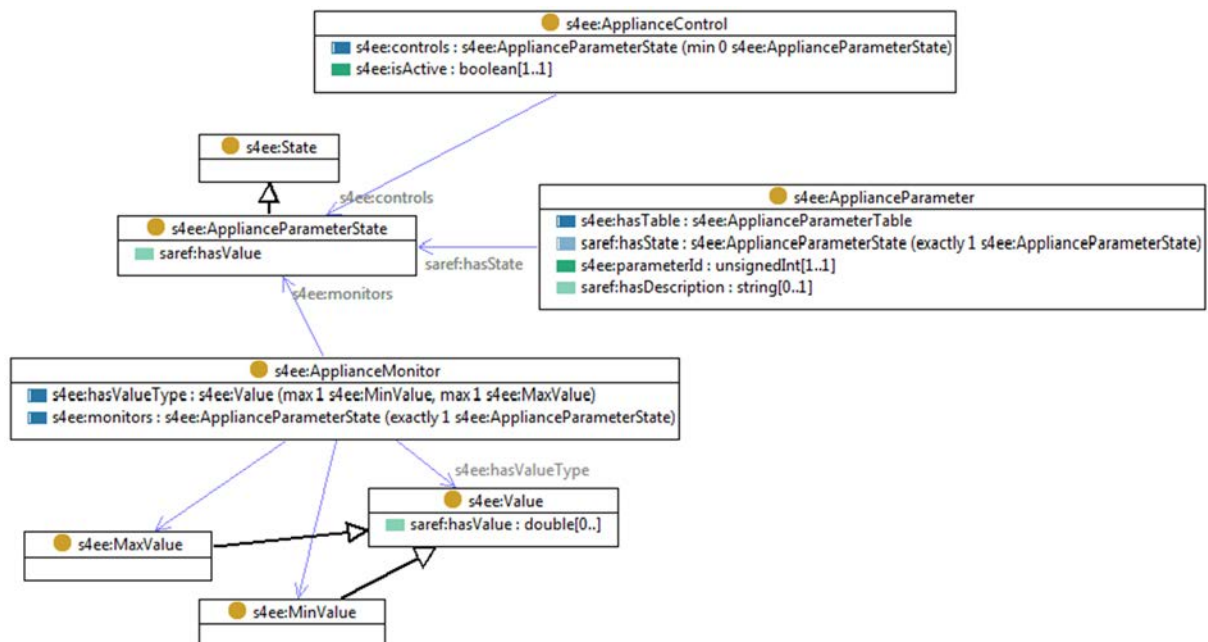 s4ee:ApplianceControl
s4ee:controls : s4ee:ApplianceParameterState (min 0 s4ee:ApplianceParameterState)
s4ee:isActive : boolean[1..1]
s4ee:State
s4ee:controls
s4ee:ApplianceParameter
s4ee:hasTable : s4ee:ApplianceParameterTable
saref:hasState : s4ee:ApplianceParameterState (exactly 1 s4ee:ApplianceParameterState)
s4ee:parameterId : unsignedInt[1..1]
saref:hasDescription : string[0..1]
s4ee:ApplianceParameterState
saref:hasValue
saref:hasState
s4ee:monitors
s4ee:ApplianceMonitor
s4ee:hasValueType : s4ee:Value (max 1 s4ee:MinValue, max 1 s4ee:MaxValue)
s4ee:monitors : s4ee:ApplianceParameterState (exactly 1 s4ee:ApplianceParameterState)
s4ee:hasValueType
s4ee:Value
saref:hasValue : double[0..]
s4ee:MaxValue
s4ee:MinValue